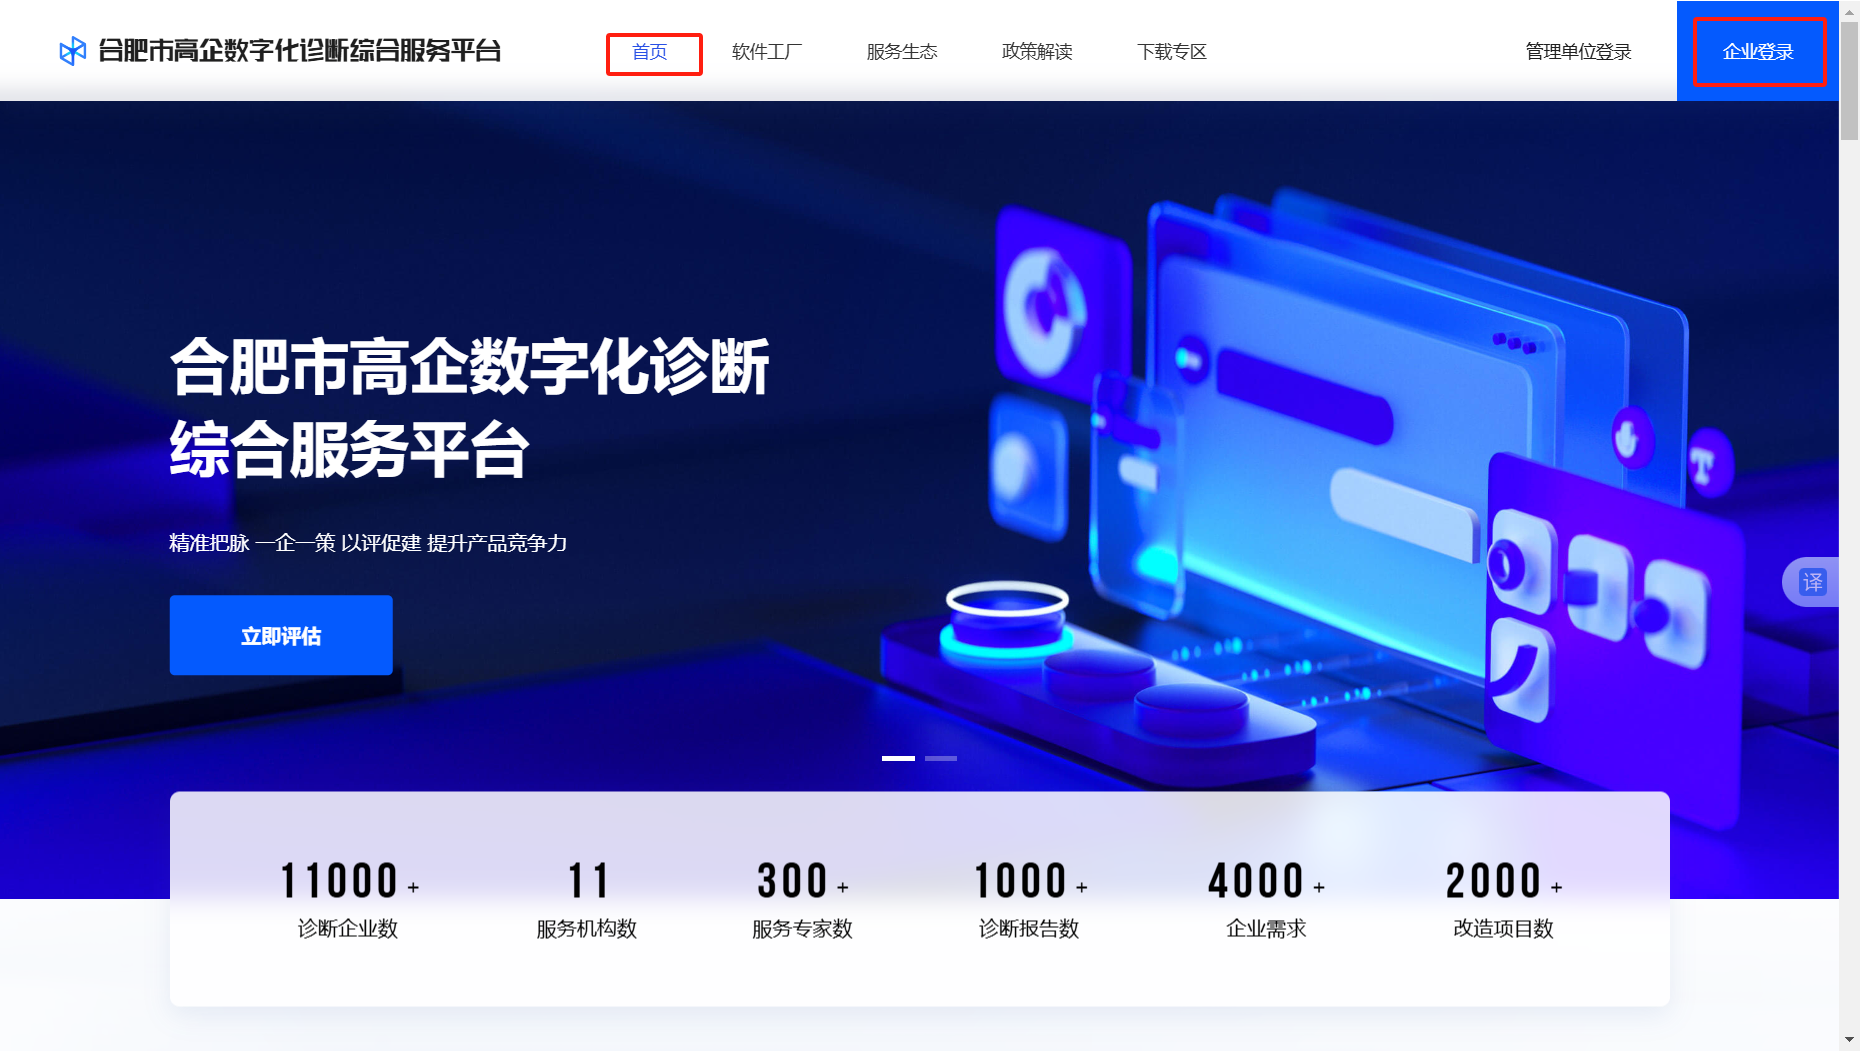 合肥市高企数字化诊断综合服务平台
首页 软件工厂 服务生态 政策解读 下载专区 管理单位登录 企业登录
合肥市高企数字化诊断
综合服务平台
精准把脉 一企一策 以评促建 提升产品竞争力
T
译
立即评估
11000 + 11 300 + 1000 + 4000 + 2000 +
诊断企业数 服务机构数 服务专家数 诊断报告数 企业需求 改造项目数